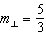 m⊥ = 5/3